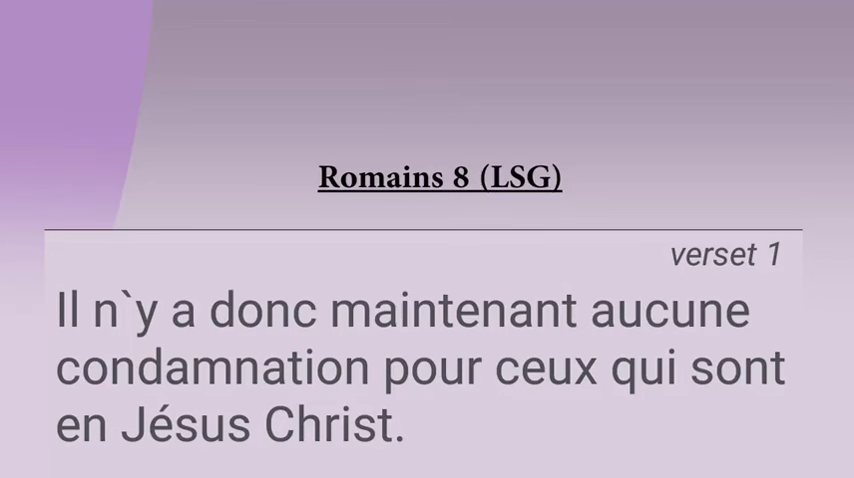 Romains 8 (LSG)
verset 1
Il n`y a donc maintenant aucune
condamnation pour ceux qui sont
en Jésus Christ.